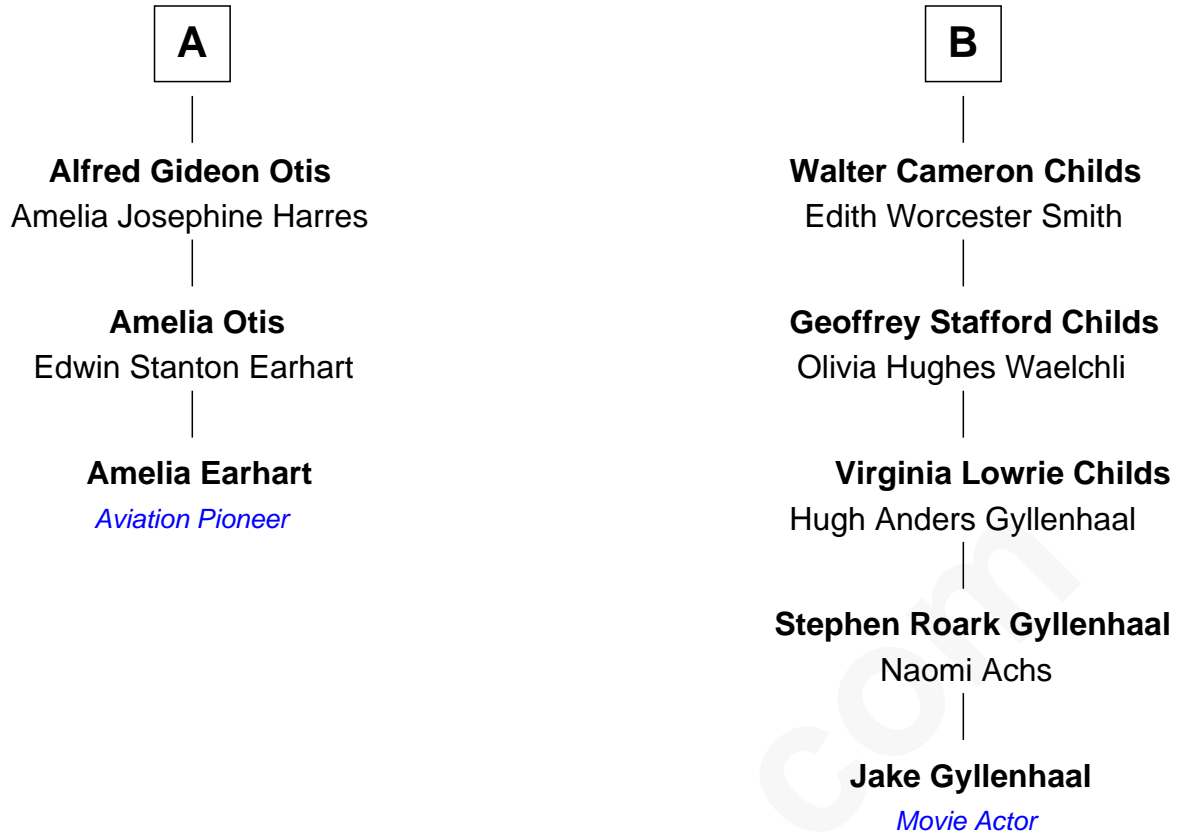 A
Alfred Gideon Otis
Amelia Josephine Harres
Amelia Otis
Edwin Stanton Earhart
Amelia Earhart
Aviation Pioneer
B
Walter Cameron Childs
Edith Worcester Smith
Geoffrey Stafford Childs
Olivia Hughes Waelchli
Virginia Lowrie Childs
Hugh Anders Gyllenhaal
Stephen Roark Gyllenhaal
Naomi Achs
Jake Gyllenhaal
Movie Actor
com